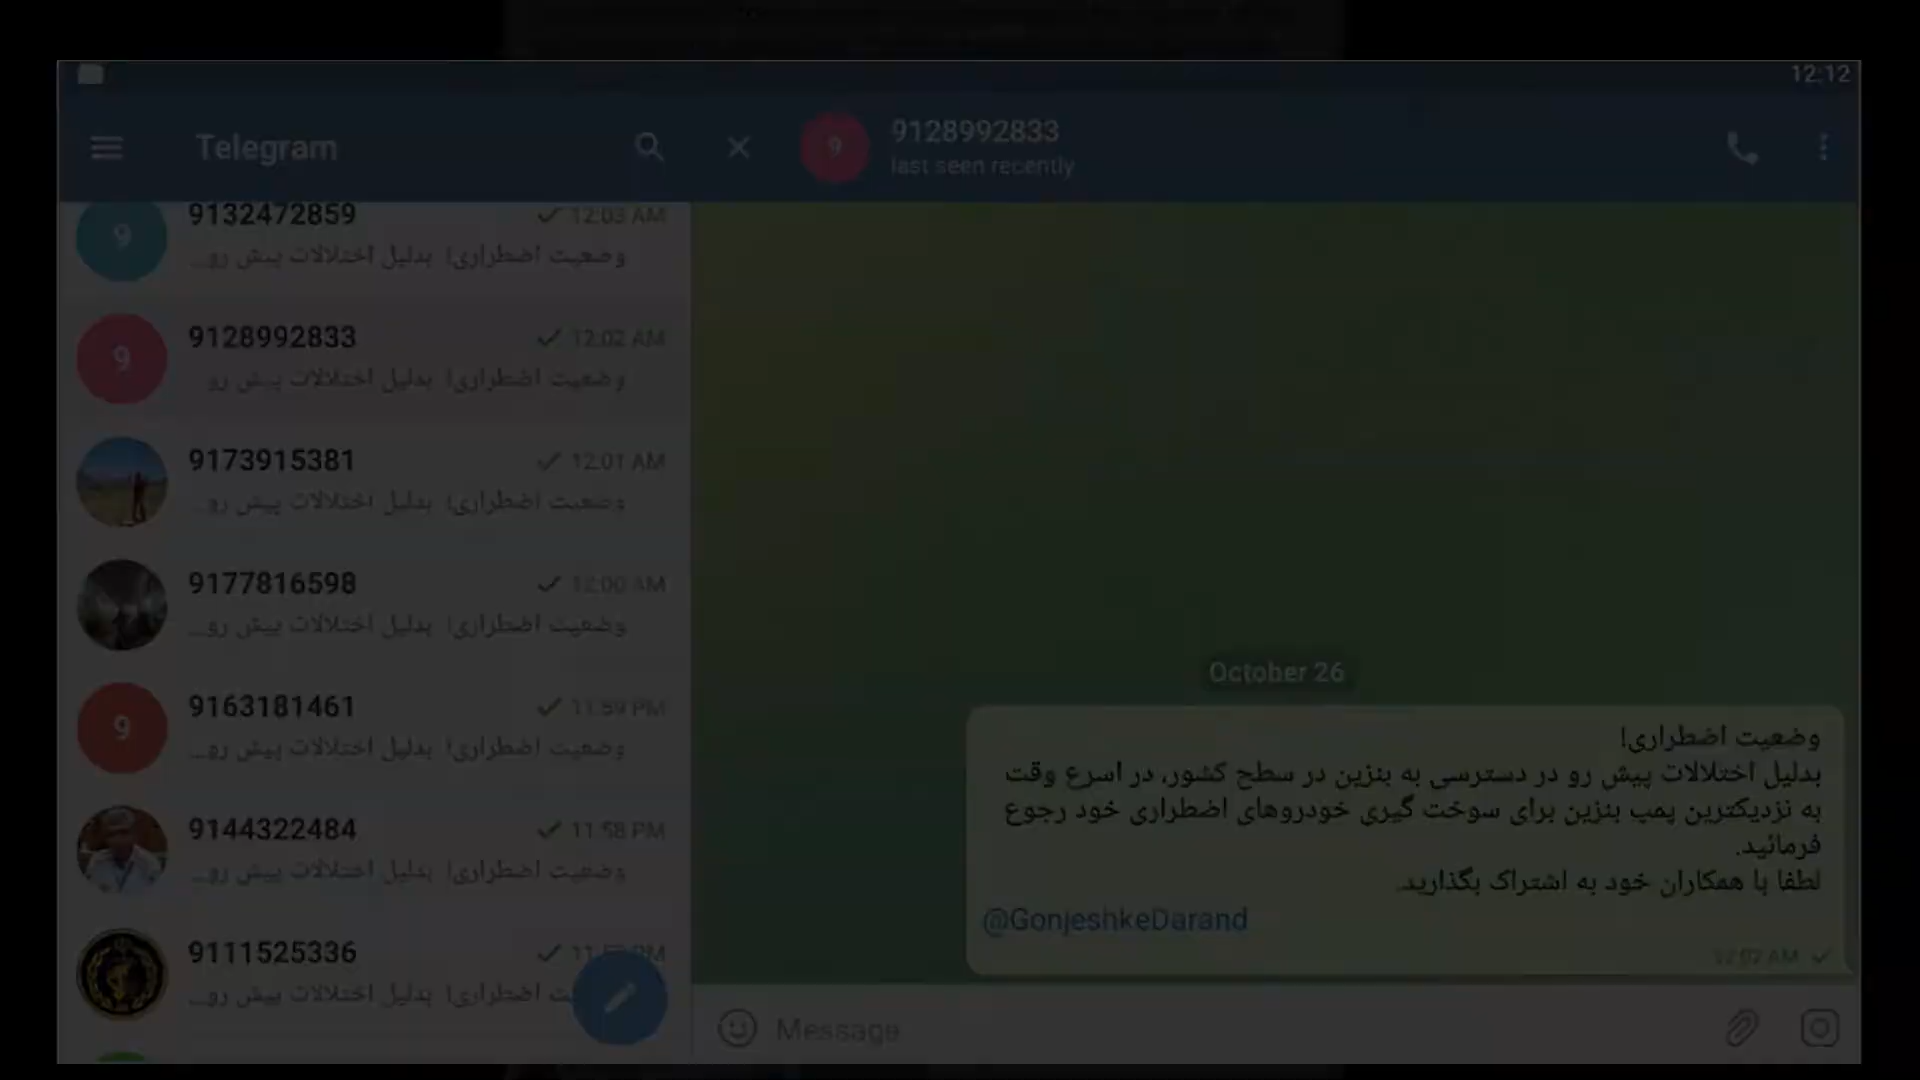 12:12
Telegram
9128992833
last seen recently
9
9132472859
12:03 AM
9
وضعیت اضطراری! بدلیل اختلالات پیش رو...
9128992833
12:02 AM
9
وضعیت اضطراری! بدلیل اختلالات پیش رو
9173915381
12:01 AM
وضعیت اضطراری! بدلیل اختلالات پیش رو...
9177816598
12:00 AM
وضعیت اضطراری! بدلیل اختلالات پیش رو...
9163181461
11:59 PM
9
وضعیت اضطراری! بدلیل اختلالات پیش رو...
9144322484
11:58 PM
وضعیت اضطراری! بدلیل اختلالات پیش رو...
9111525336
اضطراری! بدلیل اختلالات پیش رو...
October 26
وضعیت اضطراری!
بدلیل اختلالات پیش رو در دسترسی به بنزین در سطح کشور، در اسرع وقت
به نزدیکترین پمپ بنزین برای سوخت گیری خودروهای اضطراری خود رجوع
فرمائید.
لطفا با همکاران خود به اشتراک بگذارید.
@GonjeshkeDarand
12:02 AM
Message